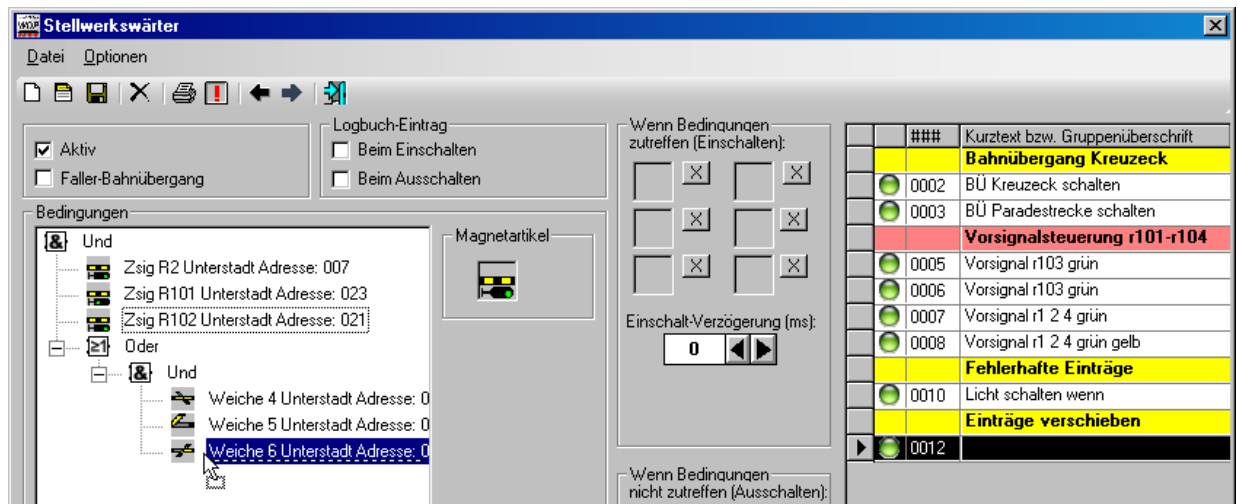 Stellwerkswärter
Datei Optionen
Logbuch-Eintrag
Aktiv
Beim Einschalten
Faller-Bahnübergang
Beim Ausschalten
Bedingungen
Und
Zsig R2 Unterstadt Adresse: 007
Zsig R101 Unterstadt Adresse: 023
Zsig R102 Unterstadt Adresse: 021
≥1 Oder
& Und
Weiche 4 Unterstadt Adresse: 0
Weiche 5 Unterstadt Adresse: 0
Weiche 6 Unterstadt Adresse: 0
Magnetartikel
Wenn Bedingungen
zutreffen (Einschalten):
X X
X X
X X
Einschalt-Verzögerung (ms):
0
Wenn Bedingungen
nicht zutreffen (Ausschalten):
### Kurztext bzw. Gruppenüberschrift
Bahnübergang Kreuzeck
0002 BÜ Kreuzeck schalten
0003 BÜ Paradestrecke schalten
Vorsignalsteuerung r101-r104
0005 Vorsignal r103 grün
0006 Vorsignal r103 grün
0007 Vorsignal r1 2 4 grün
0008 Vorsignal r1 2 4 grün gelb
Fehlerhafte Einträge
0010 Licht schalten wenn
Einträge verschieben
0012